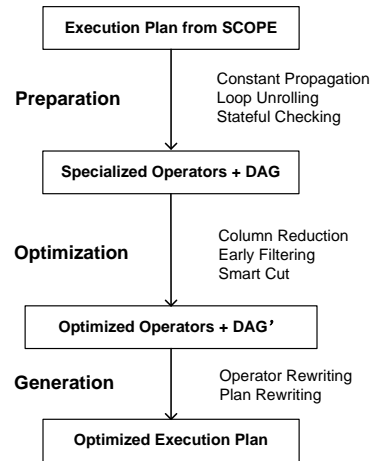 Execution Plan from SCOPE
Preparation
Constant Propagation
Loop Unrolling
Stateful Checking
Specialized Operators + DAG
Optimization
Column Reduction
Early Filtering
Smart Cut
Optimized Operators + DAG’
Generation
Operator Rewriting
Plan Rewriting
Optimized Execution Plan